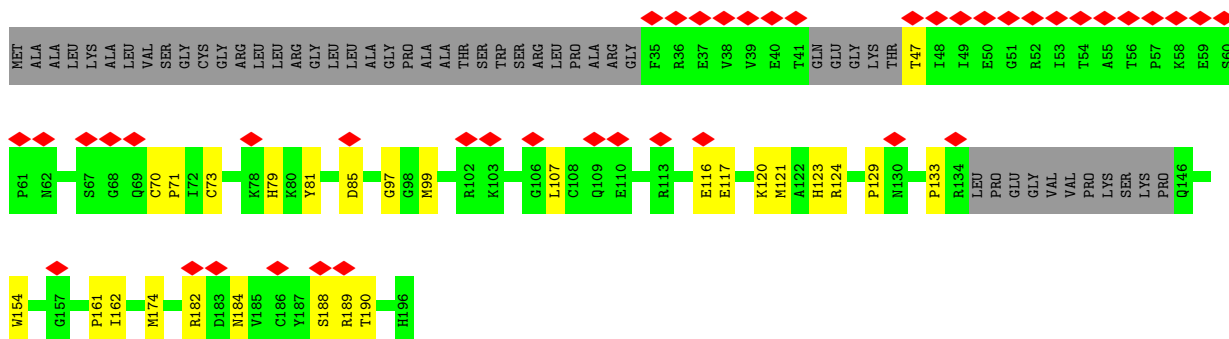 MET ALA ALA LEU LYS ALA LEU VAL SER GLY CYS GLY ARG LEU LEU ARG GLY LEU LEU ALA GLY PRO ALA ALA THR SER TRP SER ARG LEU PRO ALA ARG GLY F35 R36 E37 V38 V39 E40 T41 GLN GLU GLY LYS THR T47 I48 I49 E50 G51 R52 I53 T54 A55 T56 P57 K58 E59 S60
P61 N62 S67 G68 Q69 C70 P71 I72 C73 K78 H79 K80 Y81 D85 G97 G98 M99 R102 K103 G106 L107 C108 Q109 E110 R113 E116 E117 K120 M121 A122 H123 R124 P129 N130 P133 R134 LEU PRO GLU GLY VAL VAL PRO LYS SER LYS PRO Q146
W154 G157 P161 I162 M174 R182 D183 N184 V185 C186 Y187 S188 R189 T190 H196